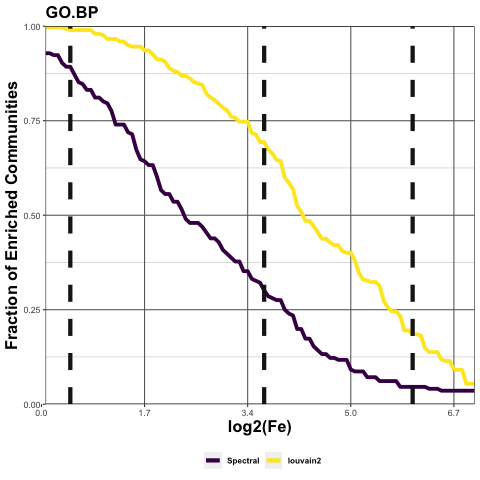 GO.BP
Fraction of Enriched Communities
1.00
0.75
0.50
0.25
0.00
0.0 1.7 3.4 5.0 6.7
log2(Fe)
Spectral louvain2